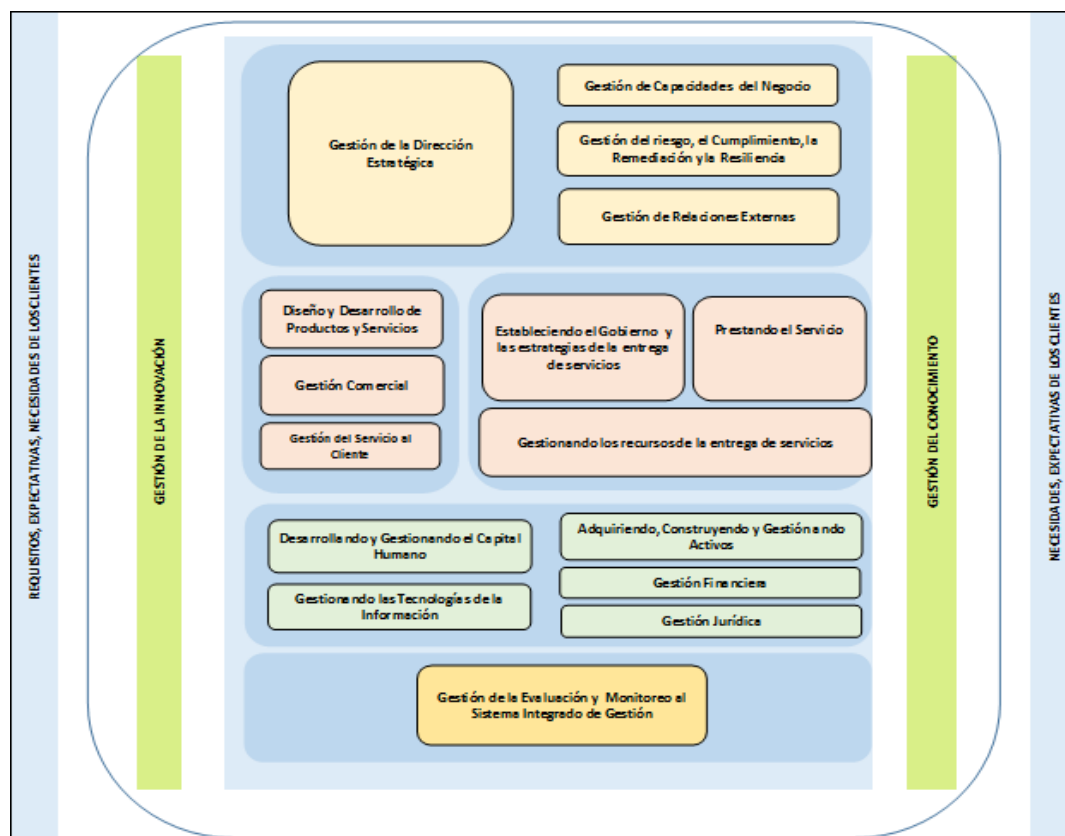 REQUISITOS, EXPECTATIVAS, NECESIDADES DE LOS CLIENTES
GESTIÓN DE LA INNOVACIÓN
Gestión de la Dirección
Estratégica
Gestión de Capacidades del Negocio
Gestión del riesgo, el Cumplimiento, la
Remediación y la Resiliencia
Gestión de Relaciones Externas
Diseño y Desarrollo de
Productos y Servicios
Gestión Comercial
Gestión del Servicio al
Cliente
Estableciendo el Gobierno y
las estrategias de la entrega
de servicios
Prestando el Servicio
Gestionando los recursos de la entrega de servicios
Desarrollando y Gestionando el Capital
Humano
Gestionando las Tecnologías de la
Información
Adquiriendo, Construyendo y Gestiónando
Activos
Gestión Financiera
Gestión Jurídica
Gestión de la Evaluación y Monitoreo al
Sistema Integrado de Gestión
GESTIÓN DEL CONOCIMIENTO
NECESIDADES, EXPECTATIVAS DE LOS CLIENTES